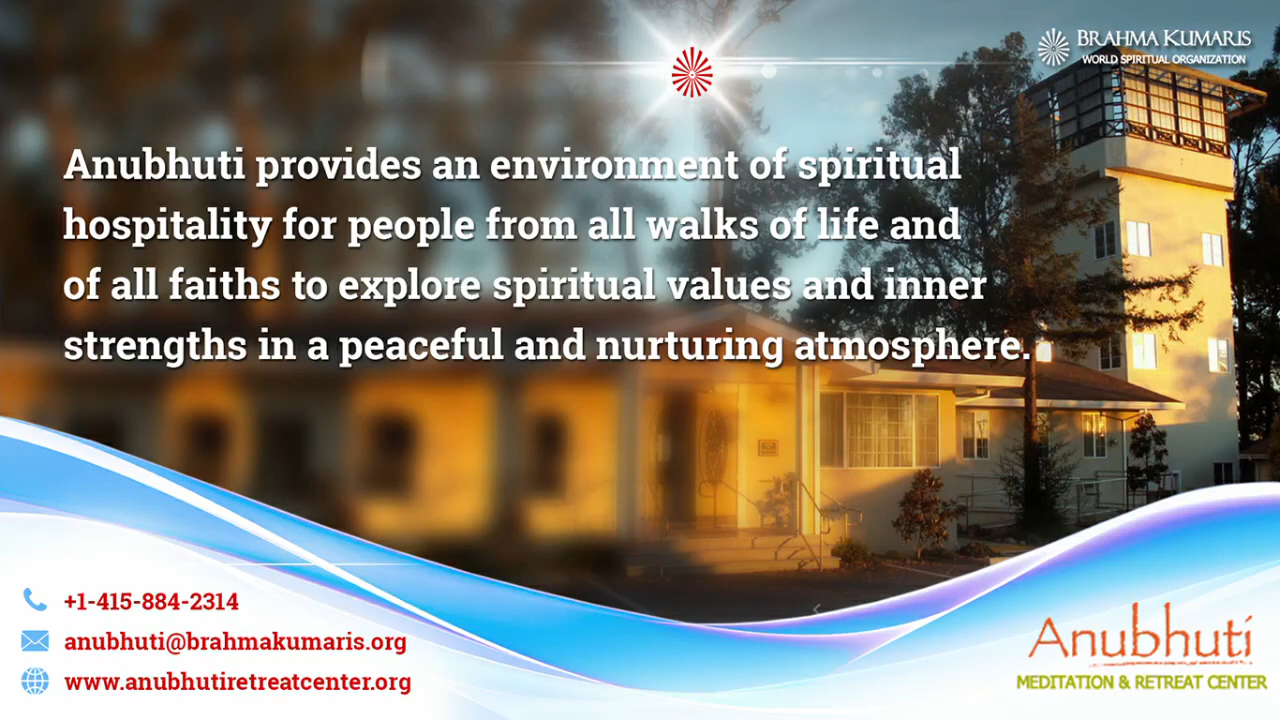 BRAHMA KUMARIS
WORLD SPIRITUAL ORGANIZATION
Anubhuti provides an environment of spiritual
hospitality for people from all walks of life and
of all faiths to explore spiritual values and inner
strengths in a peaceful and nurturing atmosphere.
+1-415-884-2314
anubhuti@brahmakumaris.org
www.anubhutiretreatcenter.org
Anubhuti
MEDITATION & RETREAT CENTER